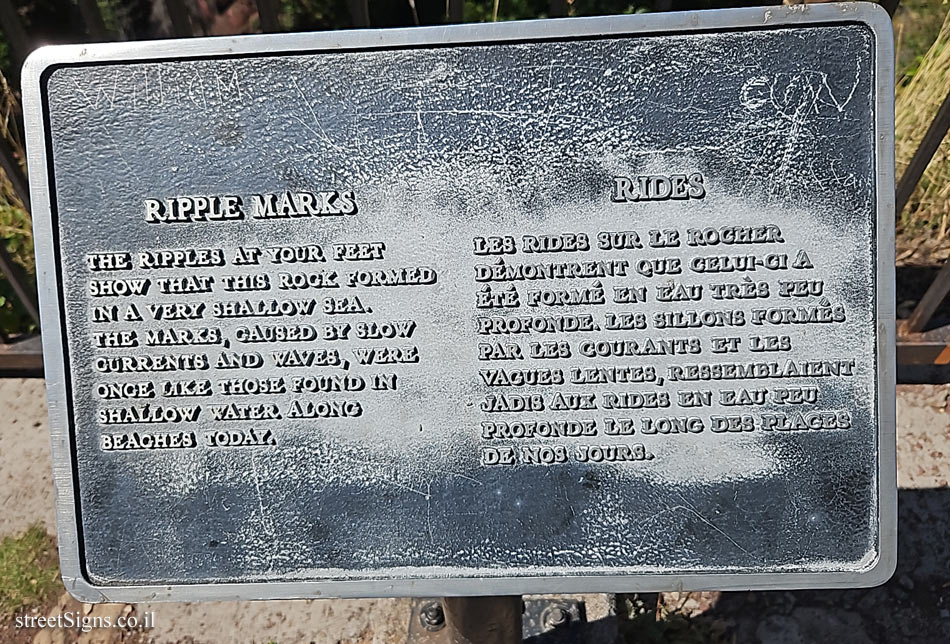 RIPPLE MARKS
THE RIPPLES AT YOUR FEET
SHOW THAT THIS ROCK FORMED
IN A VERY SHALLOW SEA.
THE MARKS, CAUSED BY SLOW
CURRENTS AND WAVES, WERE
ONCE LIKE THOSE FOUND IN
SHALLOW WATER ALONG
BEACHES TODAY.
RIDES
LES RIDES SUR LE ROCHER
DÉMONTRENT QUE CELUI-CI A
ÉTÉ FORMÉ EN EAU TRÈS PEU
PROFONDE. LES SILLONS FORMÉS
PAR LES COURANTS ET LES
VAGUES LENTES, RESSEMBLAIENT
JADIS AUX RIDES EN EAU PEU
PROFONDE LE LONG DES PLAGES
DE NOS JOURS.
streetSigns.co.il